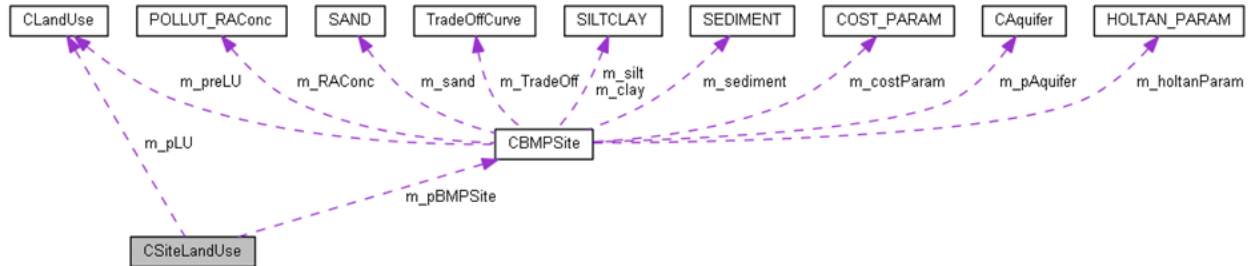 CLandUse
POLLUT_RAConc
SAND
TradeOffCurve
SILTCLAY
SEDIMENT
COST_PARAM
CAquifer
HOLTAN_PARAM
m_preLU
m_RAConc
m_sand
m_TradeOff
m_silt
m_clay
m_sediment
m_costParam
m_pAquifer
m_holtanParam
m_pLU
CBMPSite
m_pBMPSite
CSiteLandUse